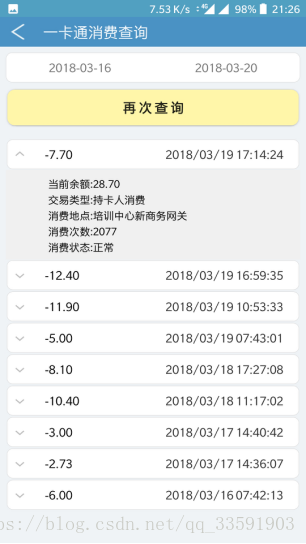 7.53 K/s 4G 98% 21:26
一卡通消费查询
2018-03-16 2018-03-20
再次查询
-7.70 2018/03/19 17:14:24
当前余额:28.70
交易类型:持卡人消费
消费地点:培训中心新商务网关
消费次数:2077
消费状态:正常
-12.40 2018/03/19 16:59:35
-11.90 2018/03/19 10:53:33
-5.00 2018/03/19 07:43:01
-8.10 2018/03/18 17:27:08
-10.40 2018/03/18 11:17:02
-3.00 2018/03/17 14:40:42
-2.73 2018/03/17 14:36:07
-6.00 2018/03/16 07:42:13
ps://blog.csdn.net/qq_33591903